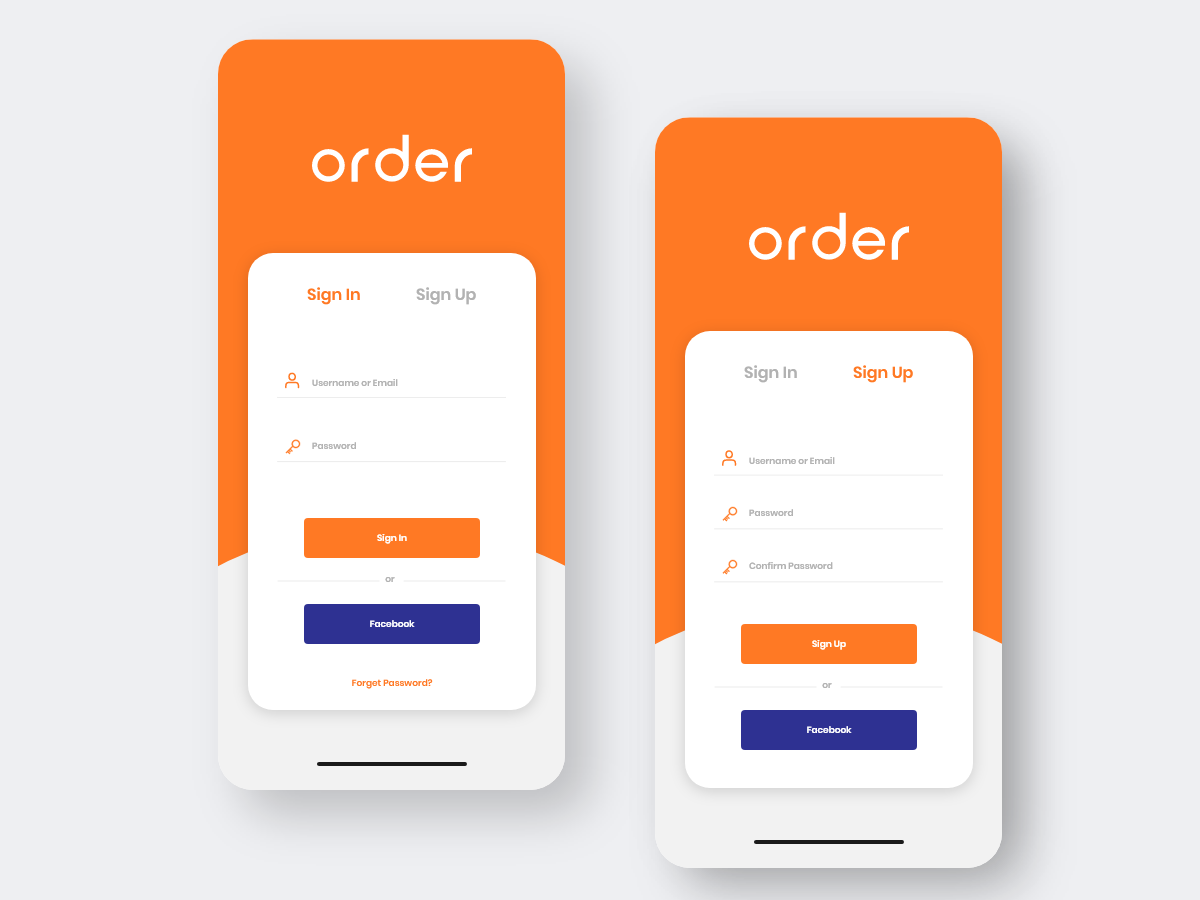 order
Sign In Sign Up
Username or Email
Password
Sign In
or
Facebook
Forget Password?
order
Sign In Sign Up
Username or Email
Password
Confirm Password
Sign Up
or
Facebook